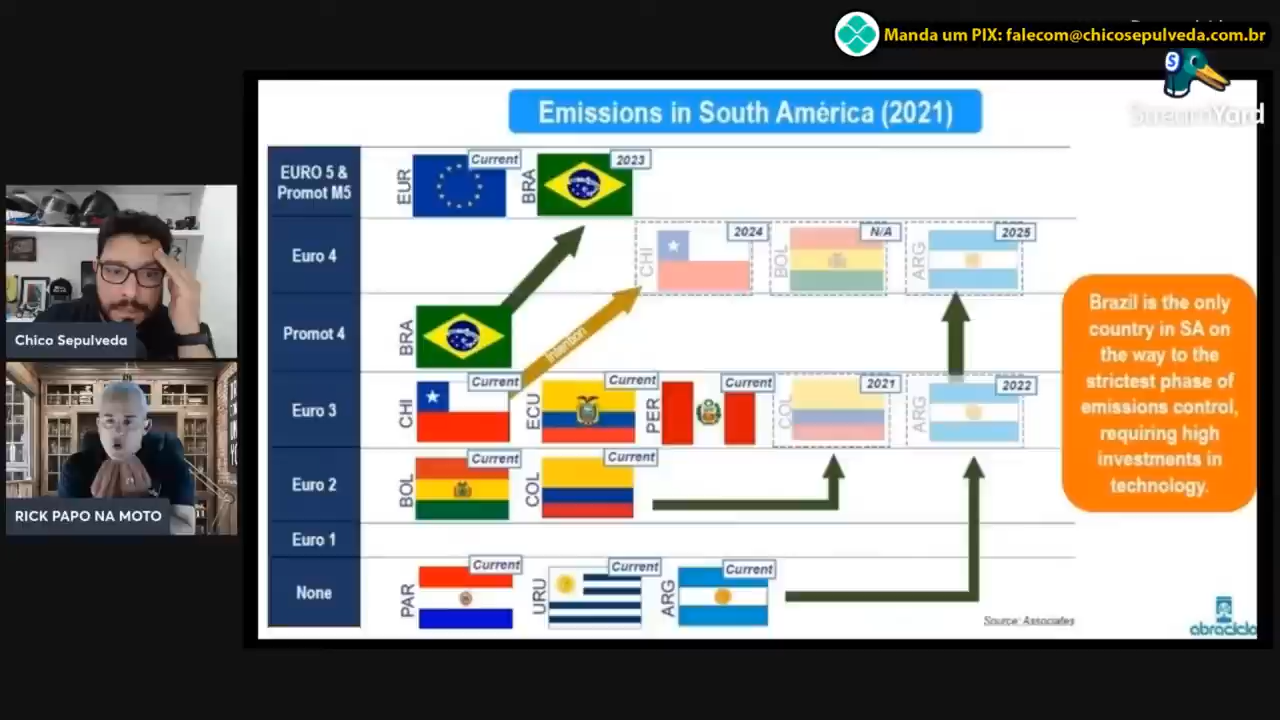 Manda um PIX: falecom@chicosepulveda.com.br
S
StreamYard
Emissions in South América (2021)
EURO 5 &
Promot M5
EUR
Current
BRA
2023
Euro 4
CHI
2024
BOL
N/A
ARG
2025
Promot 4
BRA
Intention
Euro 3
CHI
Current
ECU
Current
PER
Current
COL
2021
ARG
2022
Euro 2
BOL
Current
COL
Current
Euro 1
None
PAR
Current
URU
Current
ARG
Current
Brazil is the only
country in SA on
the way to the
strictest phase of
emissions control,
requiring high
investments in
technology.
Source: Associates
abraciclo
Chico Sepulveda
RICK PAPO NA MOTO